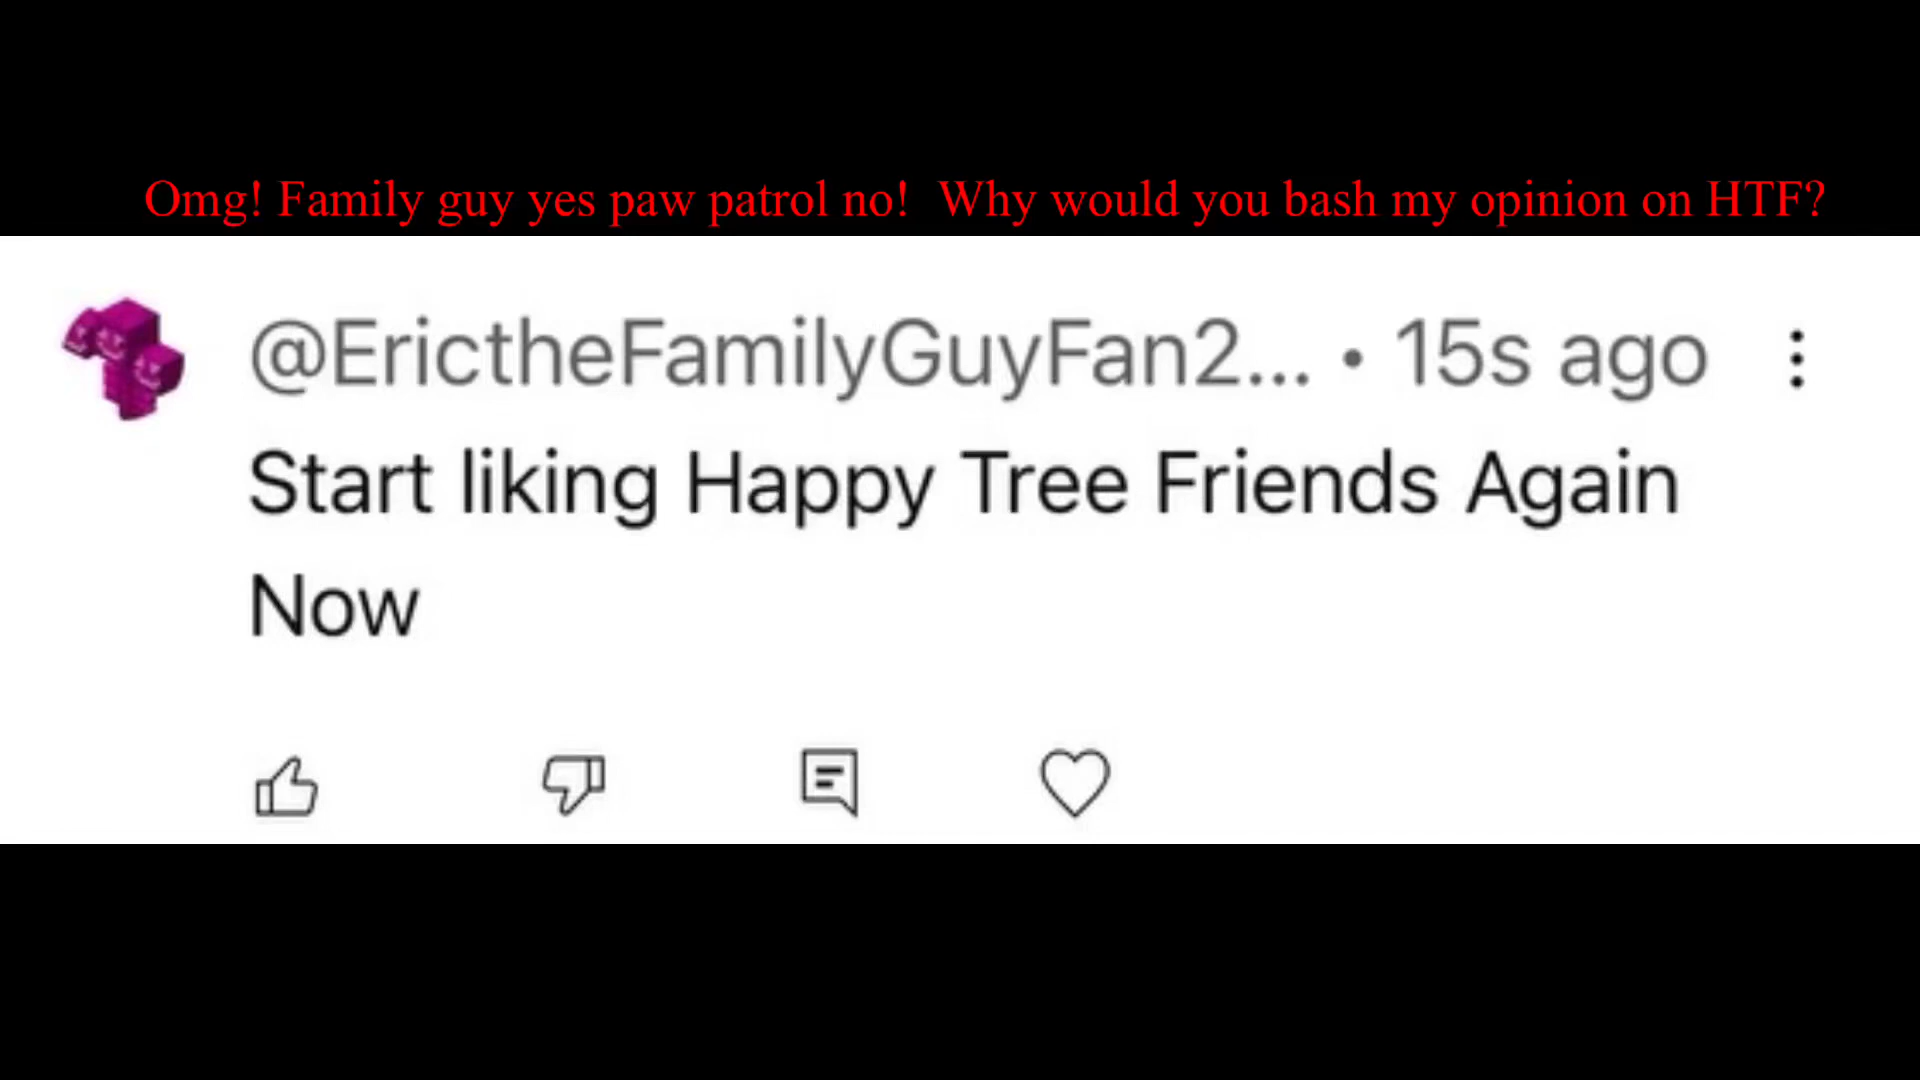 Omg! Family guy yes paw patrol no!  Why would you bash my opinion on HTF?
@ErictheFamilyGuyFan2... • 15s ago
Start liking Happy Tree Friends Again
Now